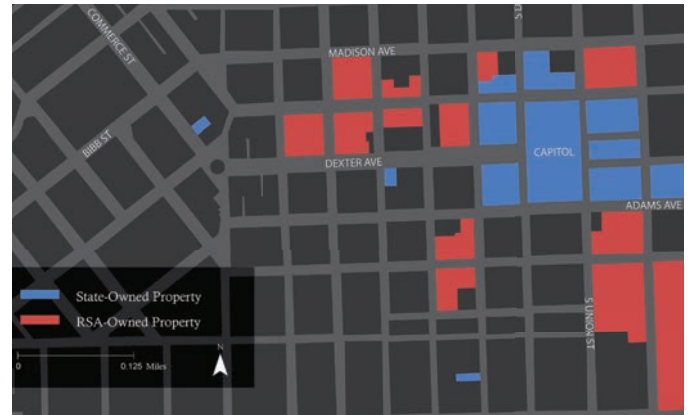 COMMERCE ST
S D
MADISON AVE
BIBB ST
DEXTER AVE
CAPITOL
ADAMS AVE
State-Owned Property
RSA-Owned Property
S UNION ST
N
0
0.125 Miles